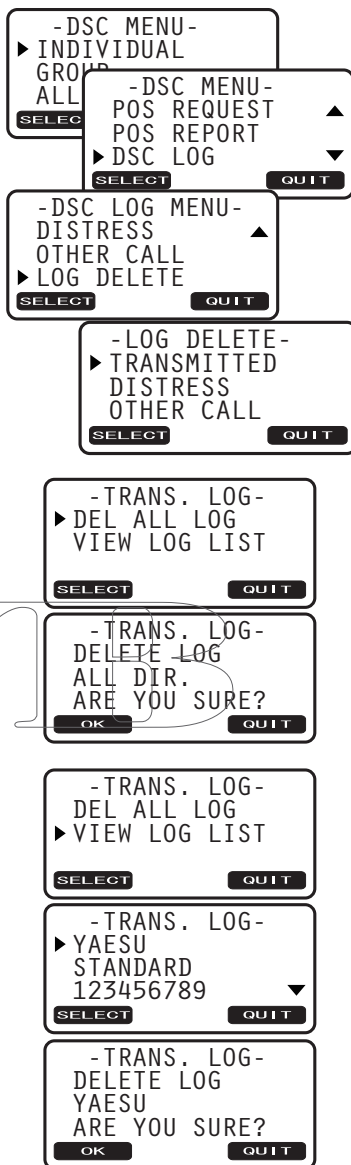 -DSC MENU-
INDIVIDUAL
GROUP
ALL
SELEC
-DSC MENU-
POS REQUEST
POS REPORT
DSC LOG
SELECT QUIT
-DSC LOG MENU-
DISTRESS
OTHER CALL
LOG DELETE
SELECT QUIT
-LOG DELETE-
TRANSMITTED
DISTRESS
OTHER CALL
SELECT QUIT
-TRANS. LOG-
DEL ALL LOG
VIEW LOG LIST
SELECT QUIT
-TRANS. LOG-
DELETE LOG
ALL DIR.
ARE YOU SURE?
OK QUIT
-TRANS. LOG-
DEL ALL LOG
VIEW LOG LIST
SELECT QUIT
-TRANS. LOG-
YAESU
STANDARD
123456789
SELECT QUIT
-TRANS. LOG-
DELETE LOG
YAESU
ARE YOU SURE?
OK QUIT